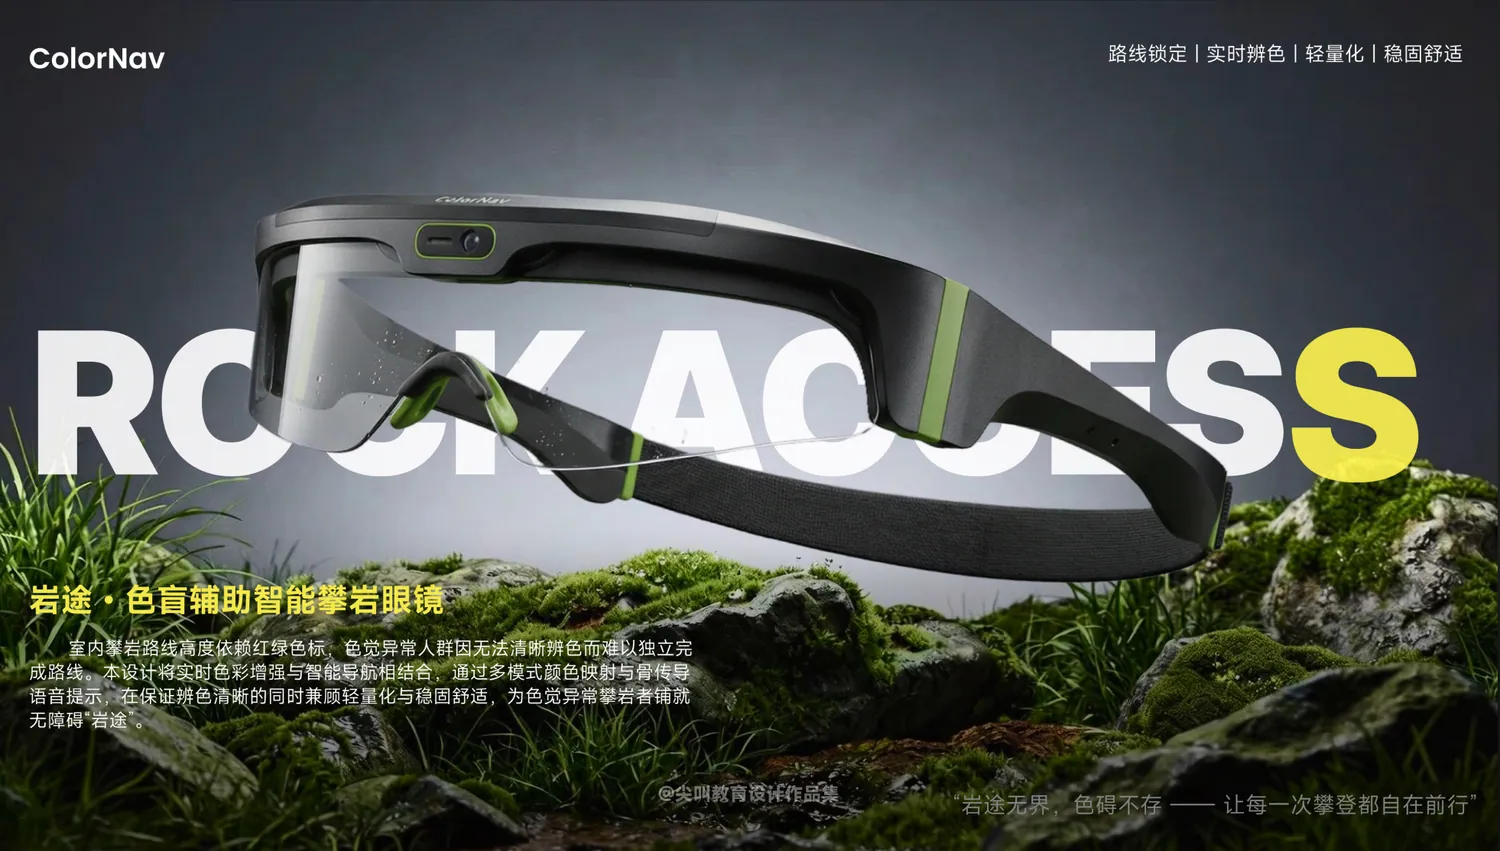 ColorNav
路线锁定 | 实时辨色 | 轻量化 | 稳固舒适
ColorNav
ROCK ACCESS
岩途·色盲辅助智能攀岩眼镜
室内攀岩路线高度依赖红绿色标，色觉异常人群因无法清晰辨色而难以独立完
成路线。本设计将实时色彩增强与智能导航相结合，通过多模式颜色映射与骨传导
语音提示，在保证辨色清晰的同时兼顾轻量化与稳固舒适，为色觉异常攀岩者铺就
无障碍“岩途”。
@尖叫教育设计作品集
“岩途无界，色碍不存 —— 让每一次攀登都自在前行”